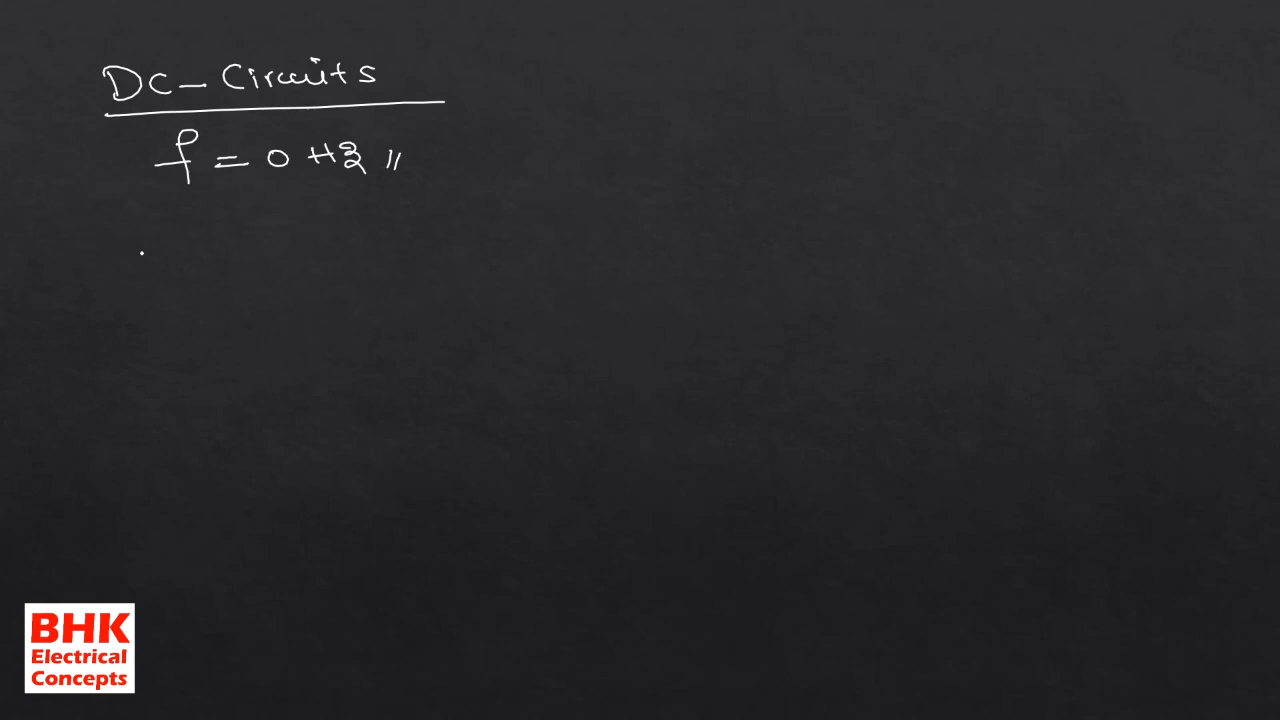 DC - Circuits
f = 0 Hz //
BHK
Electrical
Concepts